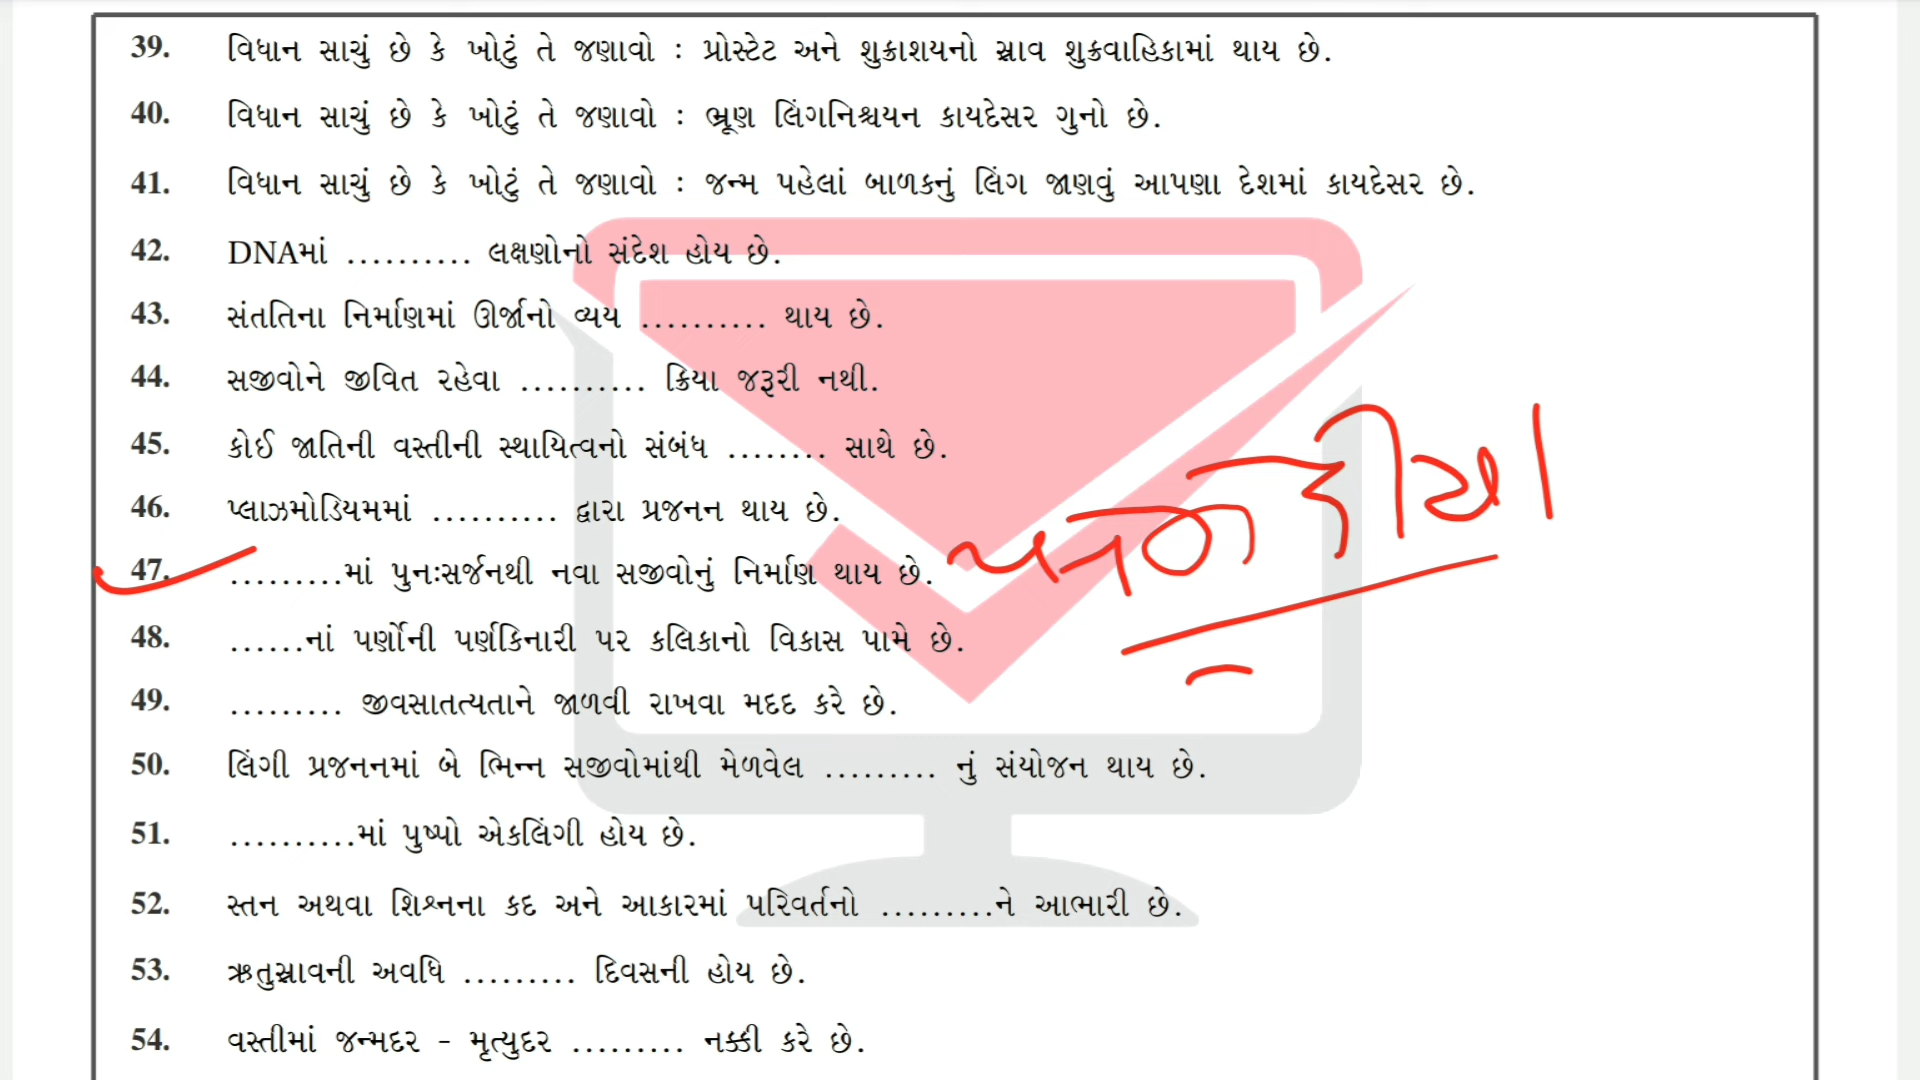 39. વિધાન સાચું છે કે ખોટું તે જણાવો : પ્રોસ્ટેટ અને શુક્રાશયનો સ્રાવ શુક્રવાહિકામાં થાય છે.
40. વિધાન સાચું છે કે ખોટું તે જણાવો : ભ્રૂણ લિંગનિશ્ચયન કાયદેસર ગુનો છે.
41. વિધાન સાચું છે કે ખોટું તે જણાવો : જન્મ પહેલાં બાળકનું લિંગ જાણવું આપણા દેશમાં કાયદેસર છે.
42. DNAમાં .......... લક્ષણોનો સંદેશ હોય છે.
43. સંતતિના નિર્માણમાં ઊર્જાનો વ્યય .......... થાય છે.
44. સજીવોને જીવિત રહેવા .......... ક્રિયા જરૂરી નથી.
45. કોઈ જાતિની વસ્તીની સ્થાયિત્વનો સંબંધ ........ સાથે છે.
46. પ્લાઝમોડિયમમાં .......... દ્વારા પ્રજનન થાય છે.
47. .........માં પુનઃસર્જનથી નવા સજીવોનું નિર્માણ થાય છે.
48. ......નાં પર્ણોની પર્ણકિનારી પર કલિકાનો વિકાસ પામે છે.
49. ......... જીવસાતત્યતાને જાળવી રાખવા મદદ કરે છે.
50. લિંગી પ્રજનનમાં બે ભિન્ન સજીવોમાંથી મેળવેલ ......... નું સંયોજન થાય છે.
51. ..........માં પુષ્પો એકલિંગી હોય છે.
52. સ્તન અથવા શિશ્નના કદ અને આકારમાં પરિવર્તનો .........ને આભારી છે.
53. ઋતુસ્રાવની અવધિ ......... દિવસની હોય છે.
54. વસ્તીમાં જન્મદર - મૃત્યુદર ......... નક્કી કરે છે.